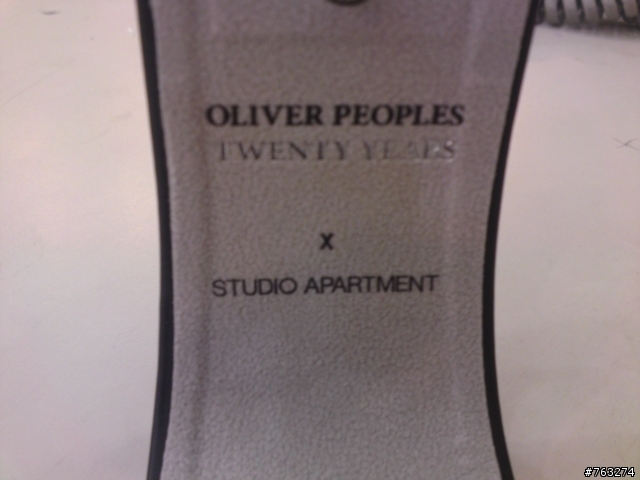 OLIVER PEOPLES
TWENTY YEARS
X
STUDIO APARTMENT
#763274